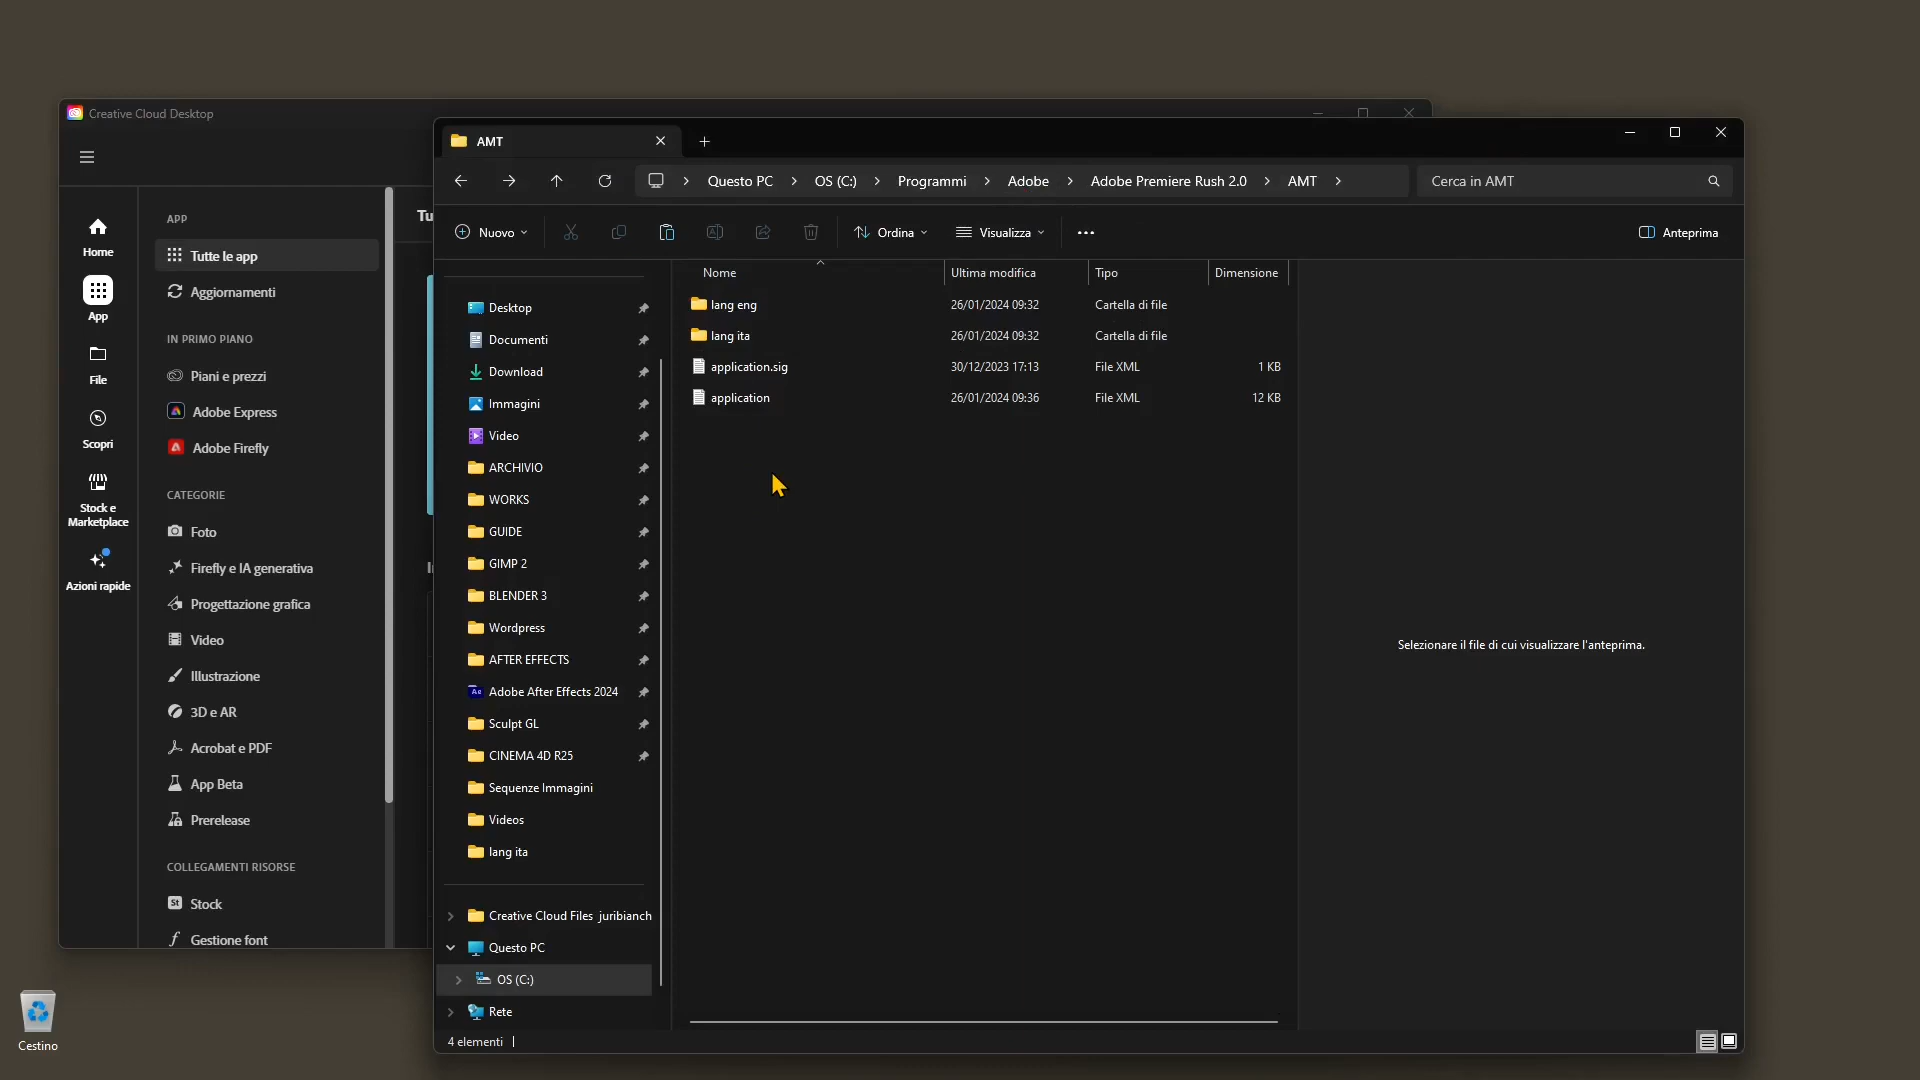 Creative Cloud Desktop
Home
App
File
Scopri
Stock e
Marketplace
Azioni rapide
APP
Tutte le app
Aggiornamenti
IN PRIMO PIANO
Piani e prezzi
Adobe Express
Adobe Firefly
CATEGORIE
Foto
Firefly e IA generativa
Progettazione grafica
Video
Illustrazione
3D e AR
Acrobat e PDF
App Beta
Prerelease
COLLEGAMENTI RISORSE
St Stock
Gestione font
Tu
AMT
Questo PC
OS (C:)
Programmi
Adobe
Adobe Premiere Rush 2.0
AMT
Cerca in AMT
Nuovo
Ordina
Visualizza
Anteprima
Desktop
Documenti
Download
Immagini
Video
ARCHIVIO
WORKS
GUIDE
GIMP 2
BLENDER 3
Wordpress
AFTER EFFECTS
Ae Adobe After Effects 2024
Sculpt GL
CINEMA 4D R25
Sequenze Immagini
Videos
lang ita
Creative Cloud Files juribianch
Questo PC
OS (C:)
Rete
Nome Ultima modifica Tipo Dimensione
lang eng 26/01/2024 09:32 Cartella di file
lang ita 26/01/2024 09:32 Cartella di file
application.sig 30/12/2023 17:13 File XML 1 KB
application 26/01/2024 09:36 File XML 12 KB
Selezionare il file di cui visualizzare l'anteprima.
4 elementi
Cestino